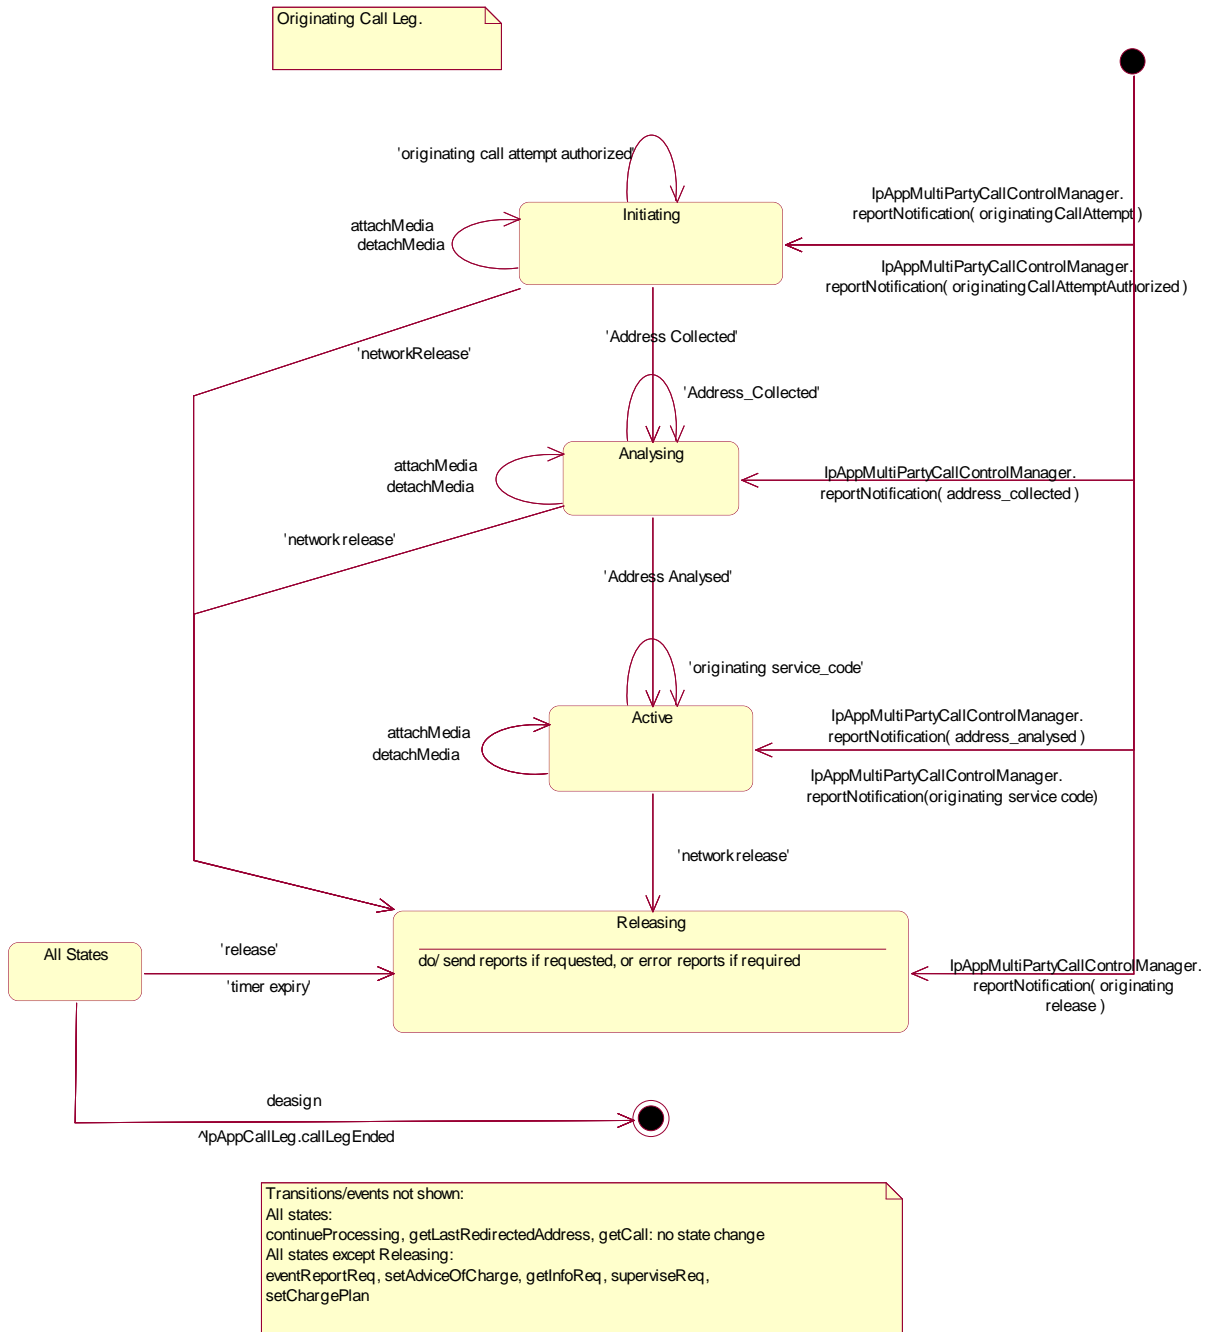 Originating Call Leg.
'originating call attempt authorized'
IpAppMultiPartyCallControlManager.
reportNotification( originatingCallAttempt )
Initiating
attachMedia
detachMedia
IpAppMultiPartyCallControlManager.
reportNotification( originatingCallAttemptAuthorized )
'Address Collected'
'networkRelease'
'Address_Collected'
Analysing
attachMedia
detachMedia
IpAppMultiPartyCallControlManager.
reportNotification( address_collected )
'network release'
'Address Analysed'
'originating service_code'
Active
attachMedia
detachMedia
IpAppMultiPartyCallControlManager.
reportNotification( address_analysed )
IpAppMultiPartyCallControlManager.
reportNotification(originating service code)
'network release'
Releasing
do/ send reports if requested, or error reports if required
All States
'release'
'timer expiry'
IpAppMultiPartyCallControlManager.
reportNotification( originating
release )
deasign
^IpAppCallLeg.callLegEnded
Transitions/events not shown:
All states:
continueProcessing, getLastRedirectedAddress, getCall: no state change
All states except Releasing:
eventReportReq, setAdviceOfCharge, getInfoReq, superviseReq,
setChargePlan